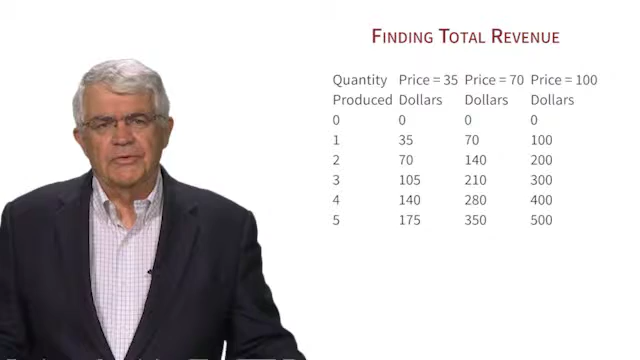 Finding Total Revenue
Quantity Price = 35 Price = 70 Price = 100
Produced Dollars Dollars Dollars
0 0 0 0
1 35 70 100
2 70 140 200
3 105 210 300
4 140 280 400
5 175 350 500